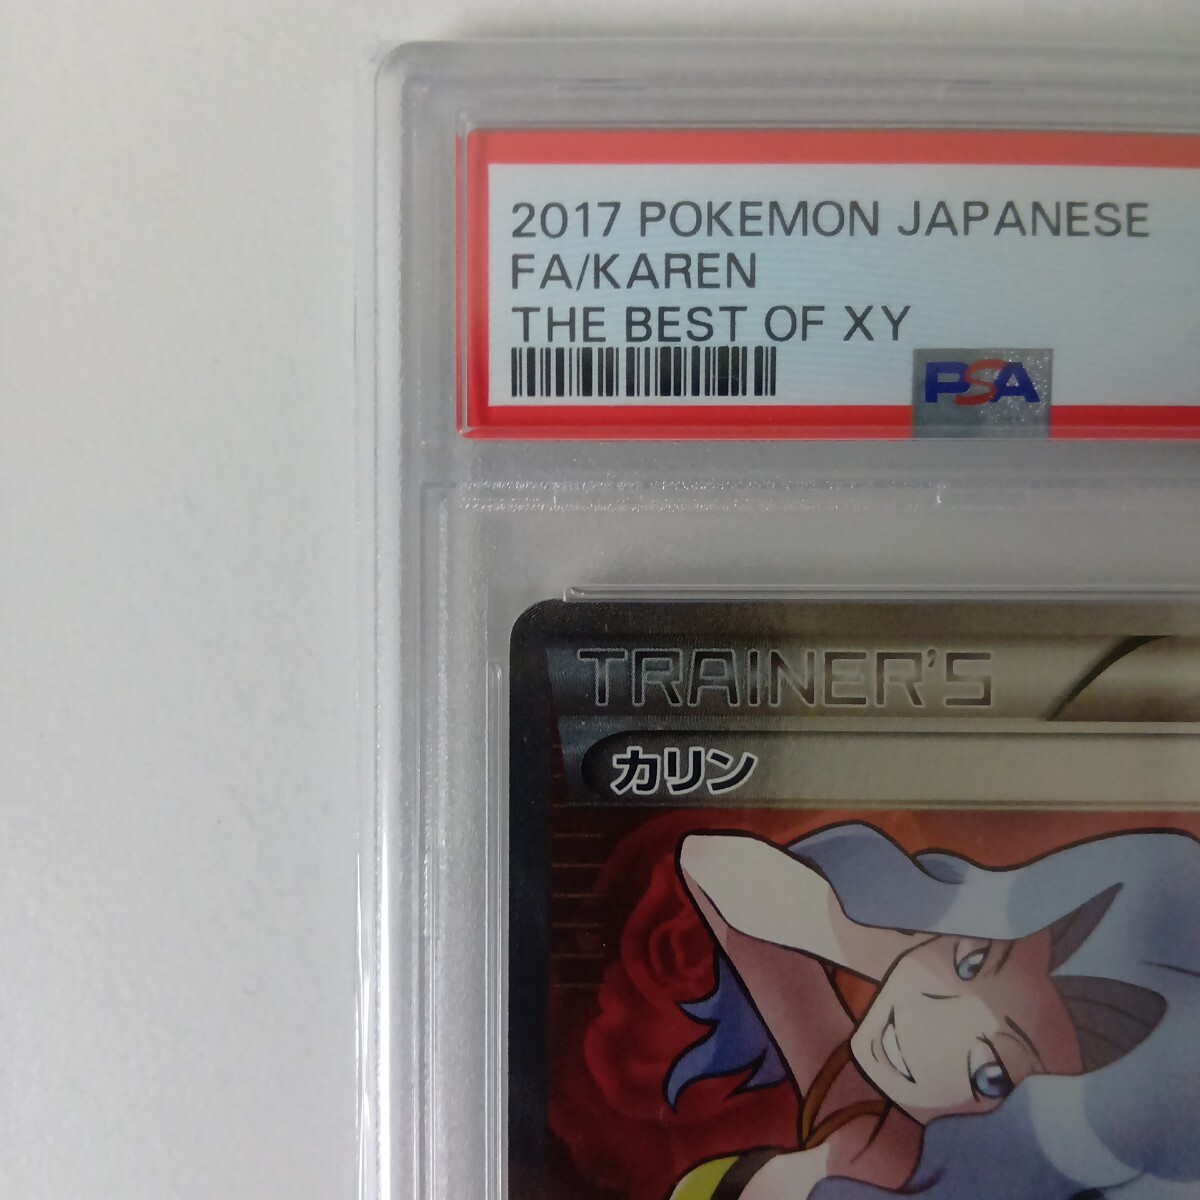 2017 POKEMON JAPANESE
FA/KAREN
THE BEST OF XY
PSA
TRAINER'S
カリン